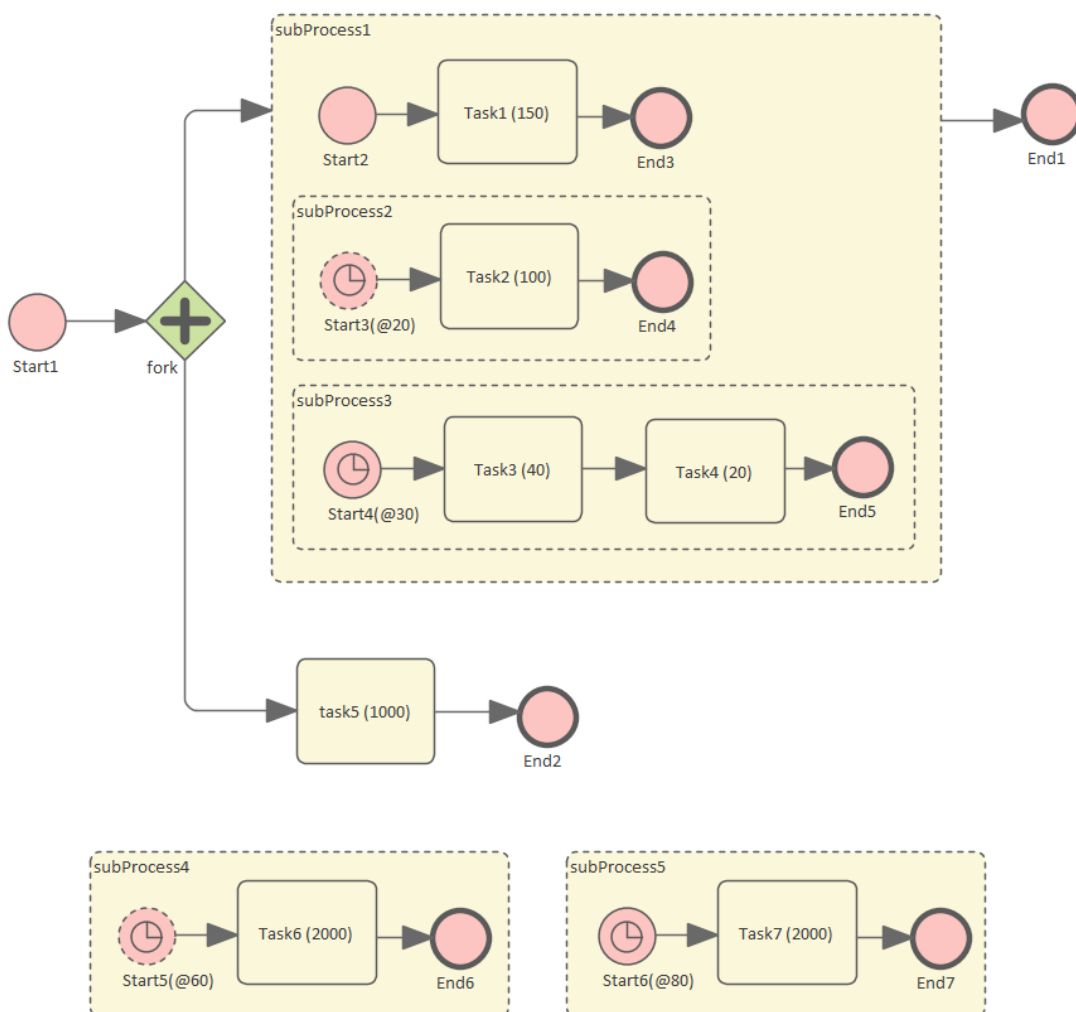 subProcess1
Task1 (150)
Start2
End3
End1
subProcess2
Task2 (100)
Start3(@20)
End4
Start1
fork
subProcess3
Task3 (40)
Task4 (20)
Start4(@30)
End5
task5 (1000)
End2
subProcess4
Task6 (2000)
Start5(@60)
End6
subProcess5
Task7 (2000)
Start6(@80)
End7